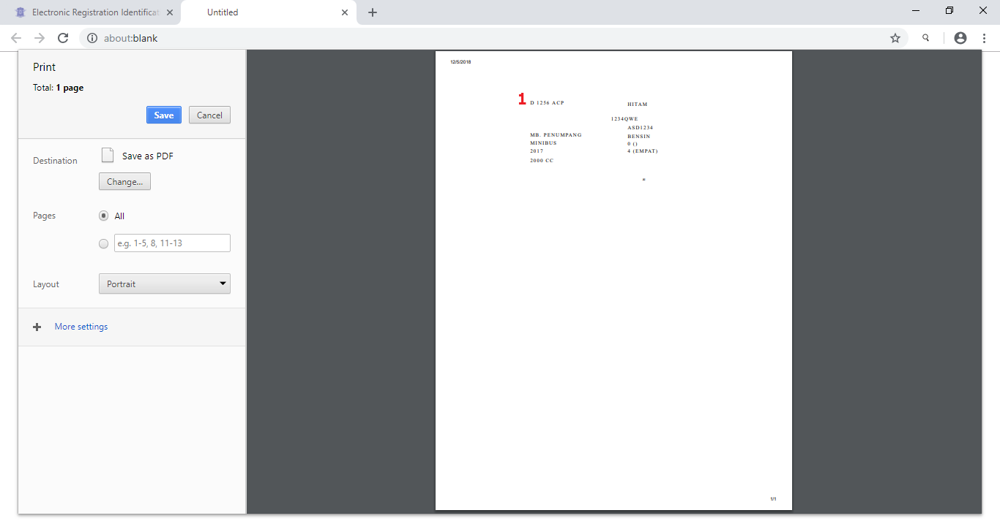 Electronic Registration Identificat
Untitled
about:blank
Print
Total: 1 page
Save
Cancel
Destination
Save as PDF
Change...
Pages
All
e.g. 1-5, 8, 11-13
Layout
Portrait
More settings
12/5/2018
1
D 1256 ACP
HITAM
1234QWE
ASD1234
MB. PENUMPANG
BENSIN
MINIBUS
0 ()
2017
4 (EMPAT)
2000 CC
1/1